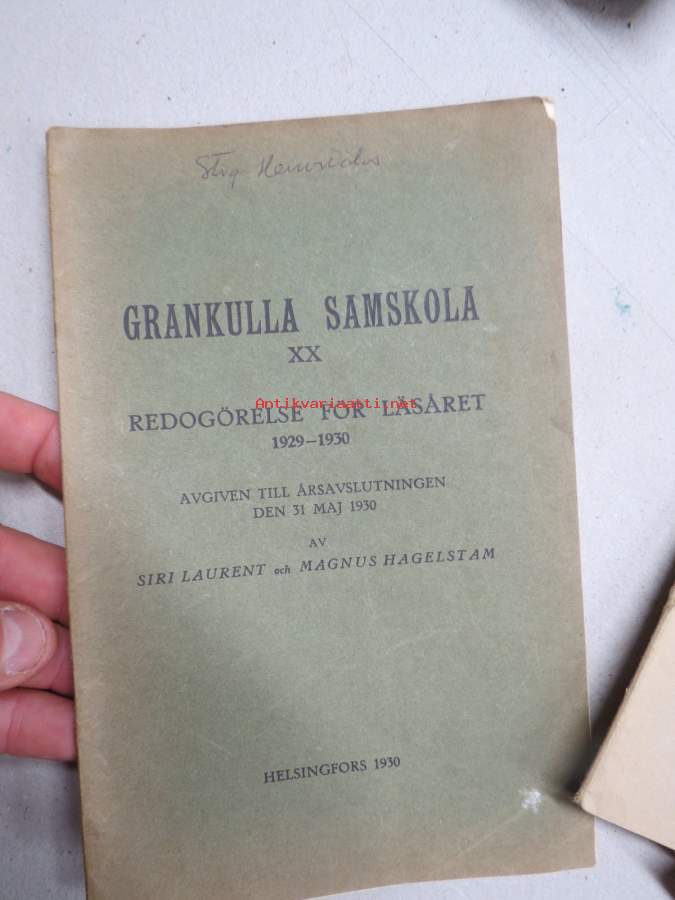 Stig
GRANKULLA SAMSKOLA
XX
Antikvariaatti.net
REDOGÖRELSE FÖR LÄSÅRET
1929—1930
AVGIVEN TILL ÅRSAVSLUTNINGEN
DEN 31 MAJ 1930
AV
SIRI LAURENT och MAGNUS HAGELSTAM
HELSINGFORS 1930